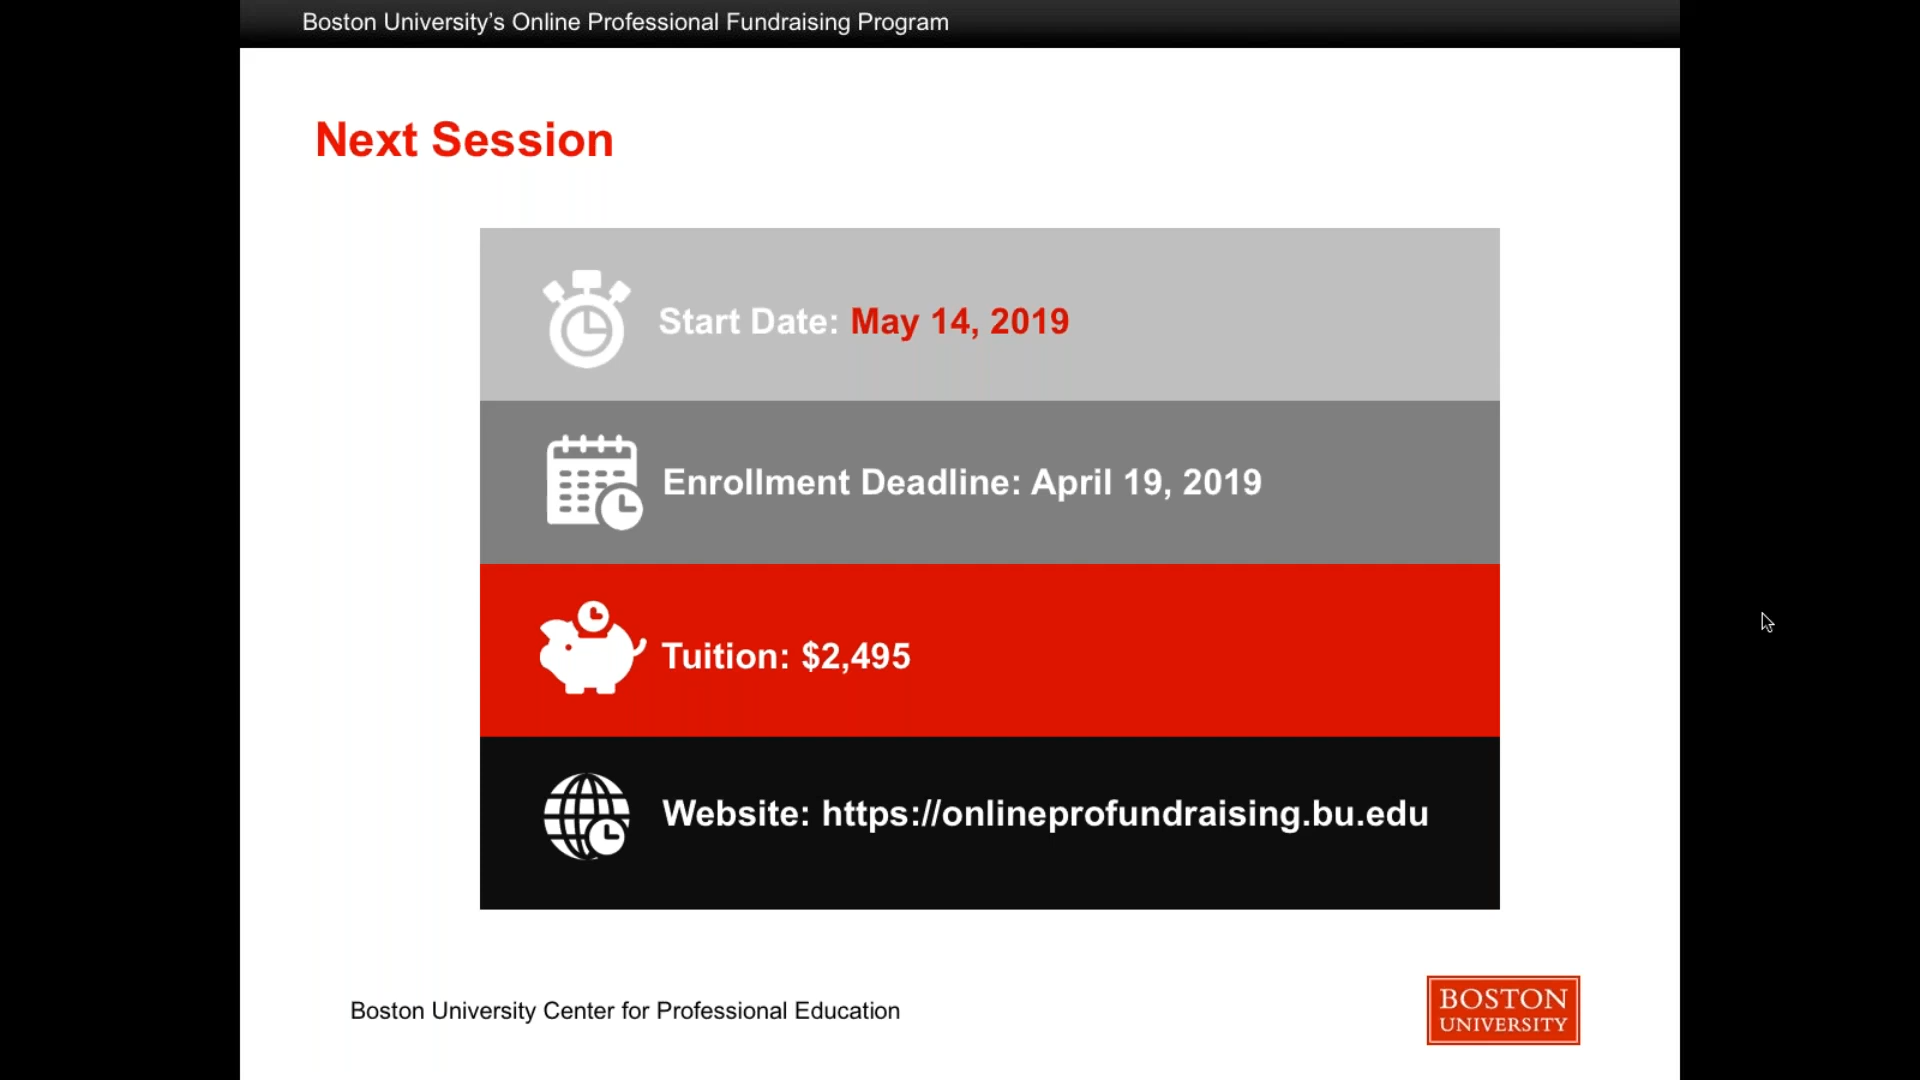 Boston University’s Online Professional Fundraising Program
Next Session
Start Date: May 14, 2019
Enrollment Deadline: April 19, 2019
Tuition: $2,495
Website: https://onlineprofundraising.bu.edu
Boston University Center for Professional Education
BOSTON
UNIVERSITY